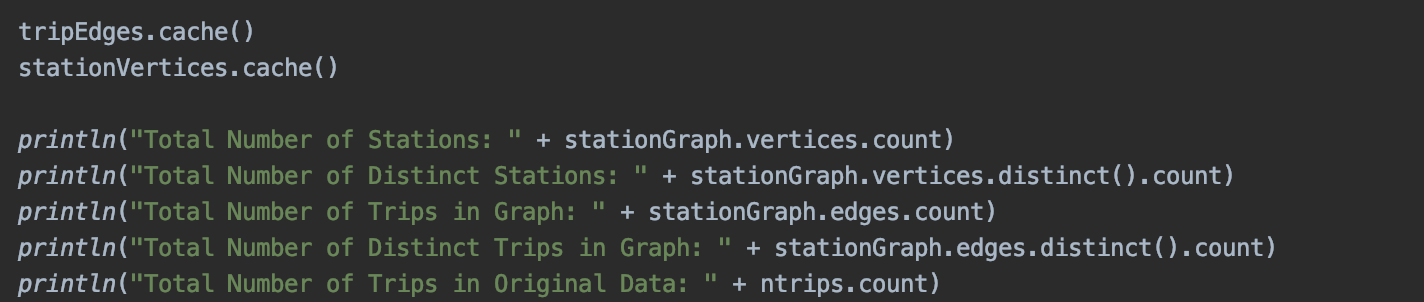 tripEdges.cache()
stationVertices.cache()
println("Total Number of Stations: " + stationGraph.vertices.count)
println("Total Number of Distinct Stations: " + stationGraph.vertices.distinct().count)
println("Total Number of Trips in Graph: " + stationGraph.edges.count)
println("Total Number of Distinct Trips in Graph: " + stationGraph.edges.distinct().count)
println("Total Number of Trips in Original Data: " + ntrips.count)